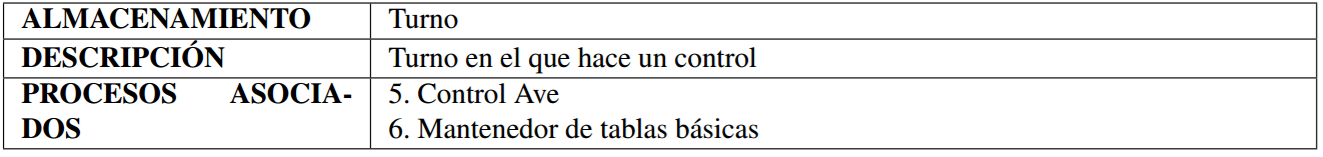 ALMACENAMIENTO Turno
DESCRIPCIÓN Turno en el que hace un control
PROCESOS ASOCIA- 5. Control Ave
DOS 6. Mantenedor de tablas básicas